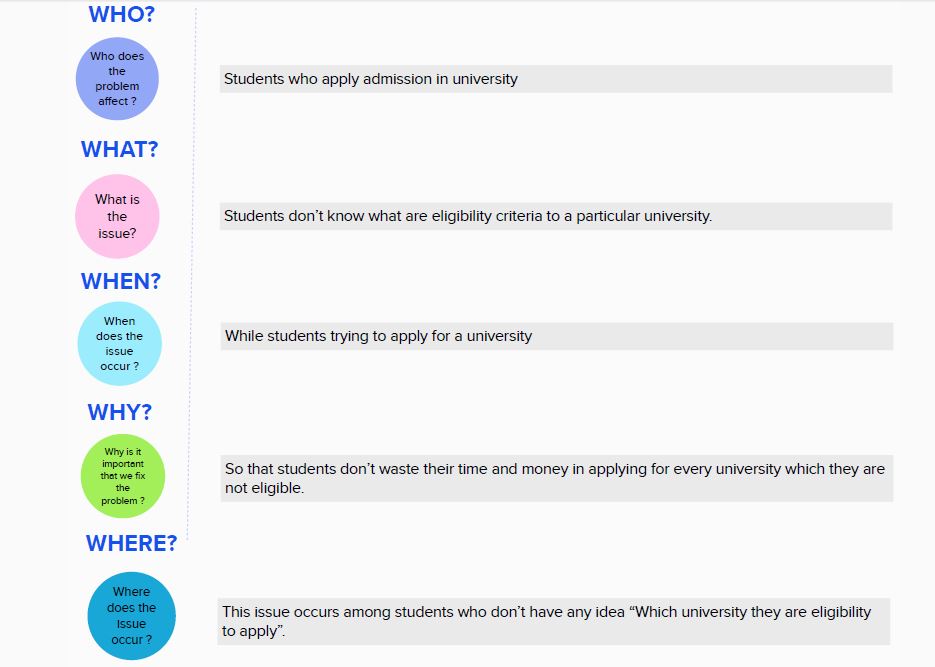 WHO?
Who does
the
problem
affect ?
Students who apply admission in university
WHAT?
What is
the
issue?
Students don’t know what are eligibility criteria to a particular university.
WHEN?
When
does the
issue
occur ?
While students trying to apply for a university
WHY?
Why is it
important
that we fix
the
problem ?
So that students don’t waste their time and money in applying for every university which they are
not eligible.
WHERE?
Where
does the
issue
occur ?
This issue occurs among students who don’t have any idea “Which university they are eligibility
to apply”.